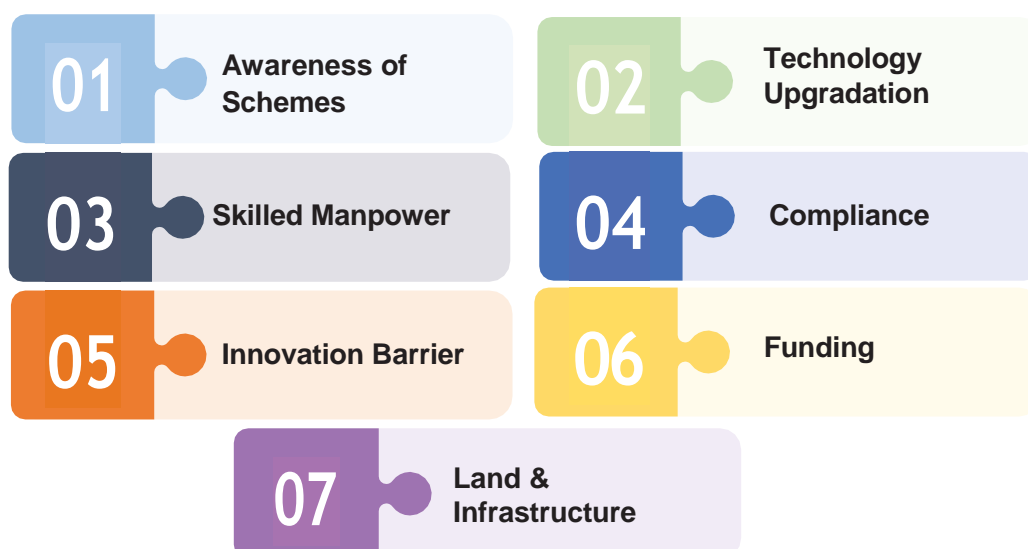 01
Awareness of
Schemes
02
Technology
Upgradation
03
Skilled Manpower
04
Compliance
05
Innovation Barrier
06
Funding
07
Land &
Infrastructure